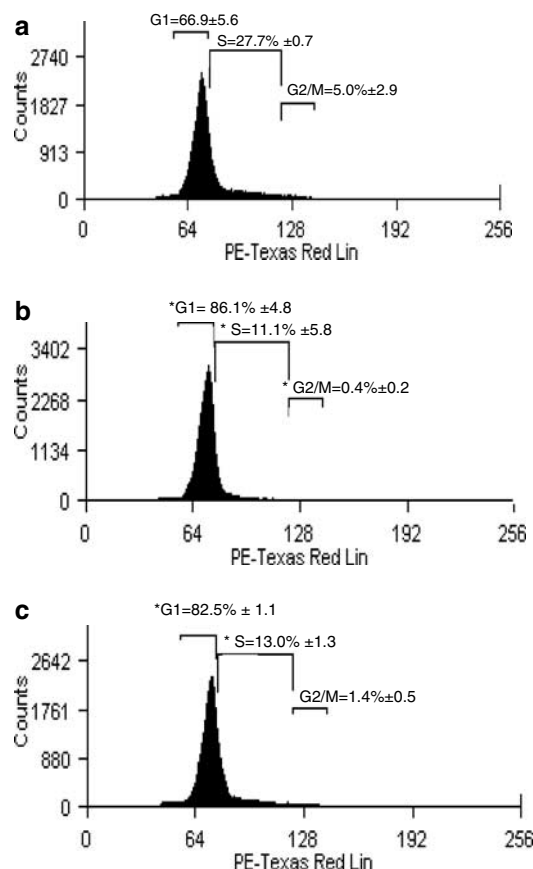 a
G1=66.9±5.6
S=27.7% ±0.7
G2/M=5.0%±2.9
Counts
2740
1827
913
0
0 64 128 192 256
PE-Texas Red Lin
b
*G1= 86.1% ±4.8
* S=11.1% ±5.8
* G2/M=0.4%±0.2
Counts
3402
2268
1134
0
0 64 128 192 256
PE-Texas Red Lin
c
*G1=82.5% ± 1.1
* S=13.0% ±1.3
G2/M=1.4%±0.5
Counts
2642
1761
880
0
0 64 128 192 256
PE-Texas Red Lin